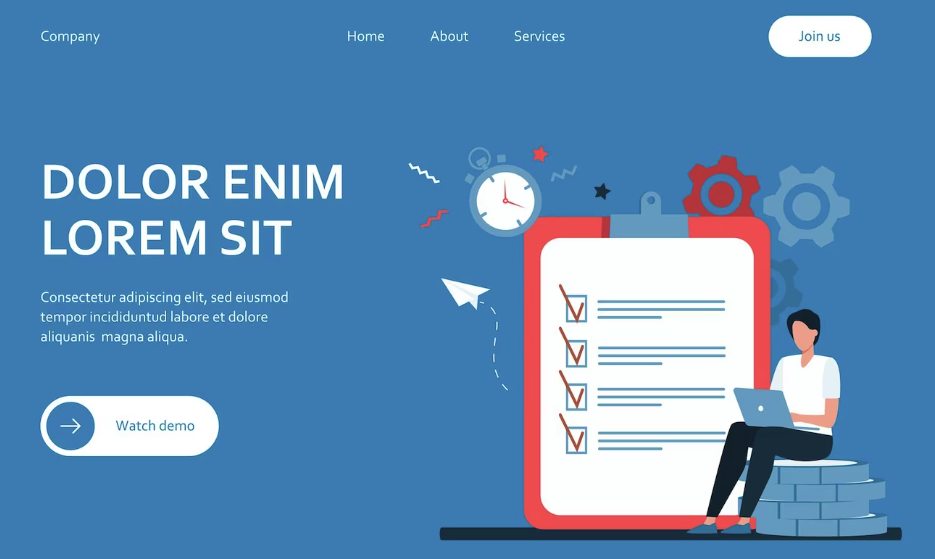 Company
Home
About
Services
Join us
DOLOR ENIM
LOREM SIT
Consectetur adipiscing elit, sed eiusmod
tempor incididuntud labore et dolore
aliquanis magna aliqua.
Watch demo